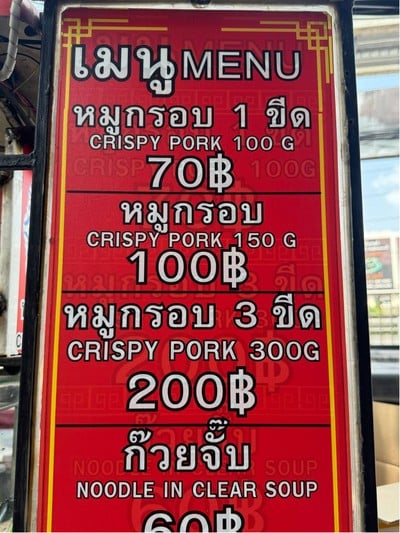 เมนู MENU
หมูกรอบ 1 ขีด
CRISPY PORK 100 G
70฿
หมูกรอบ
CRISPY PORK 150 G
100฿
หมูกรอบ 3 ขีด
CRISPY PORK 300G
200฿
ก๊วยจั๊บ
NOODLE IN CLEAR SOUP
60฿